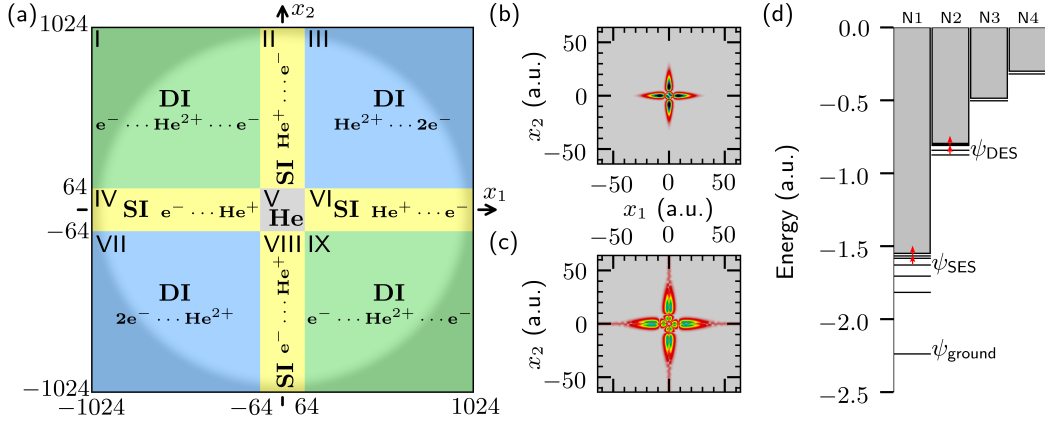 (a)
x₂
1024
I
II
III
DI
e⁻ ··· He²⁺ ··· e⁻
SI He⁺ ··· e⁻
DI
He²⁺ ··· 2e⁻
64
−64
IV
SI e⁻ ··· He⁺
V
He
VI
SI He⁺ ··· e⁻
x₁
VII
DI
2e⁻ ··· He²⁺
VIII
SI e⁻ ··· He⁺
IX
DI
e⁻ ··· He²⁺ ··· e⁻
−1024
−1024
−64
64
1024
(b)
x₂ (a.u.)
50
0
−50
−50
0
50
x₁ (a.u.)
(c)
−50
0
50
x₂ (a.u.)
50
0
−50
(d)
N1
N2
N3
N4
Energy (a.u.)
0.0
−0.5
−1.0
−1.5
−2.0
−2.5
ψDES
ψSES
ψground